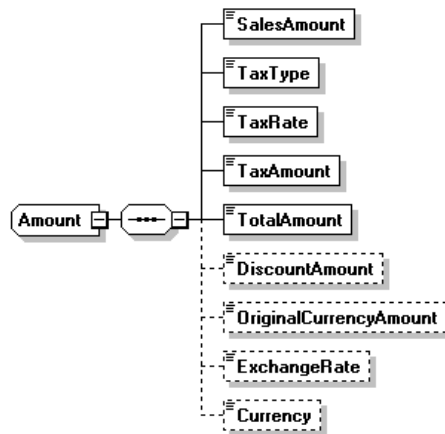 SalesAmount
TaxType
TaxRate
TaxAmount
Amount
TotalAmount
DiscountAmount
OriginalCurrencyAmount
ExchangeRate
Currency